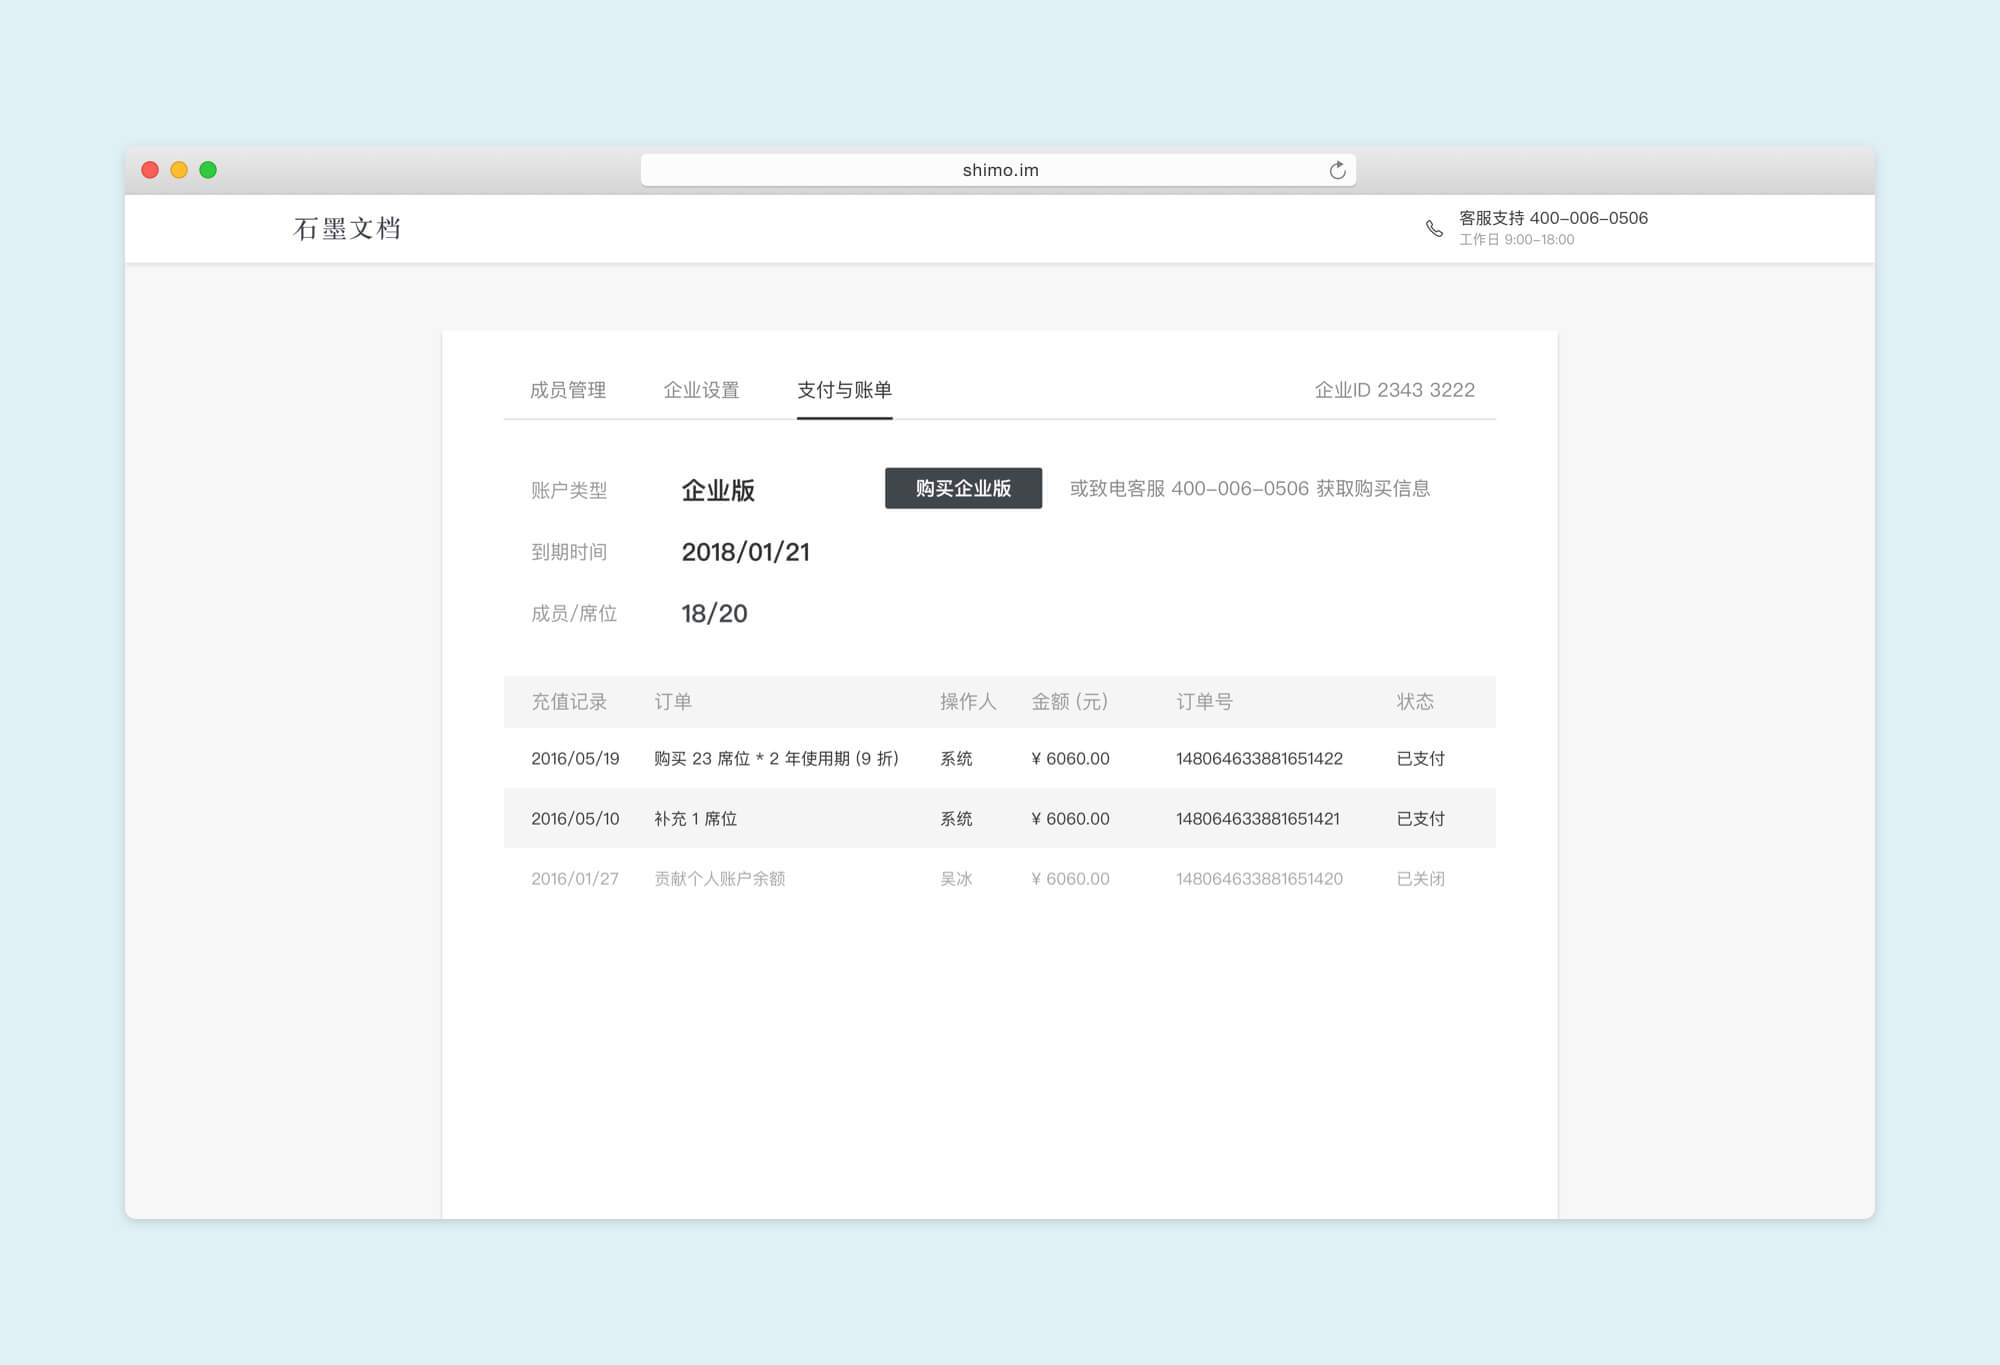 shimo.im
石墨文档
客服支持 400-006-0506
工作日 9:00-18:00
成员管理 企业设置 支付与账单 企业ID 2343 3222
账户类型 企业版 购买企业版 或致电客服 400-006-0506 获取购买信息
到期时间 2018/01/21
成员/席位 18/20
充值记录 订单 操作人 金额 (元) 订单号 状态
2016/05/19 购买 23 席位 * 2 年使用期 (9 折) 系统 ¥ 6060.00 148064633881651422 已支付
2016/05/10 补充 1 席位 系统 ¥ 6060.00 148064633881651421 已支付
2016/01/27 贡献个人账户余额 吴冰 ¥ 6060.00 148064633881651420 已关闭